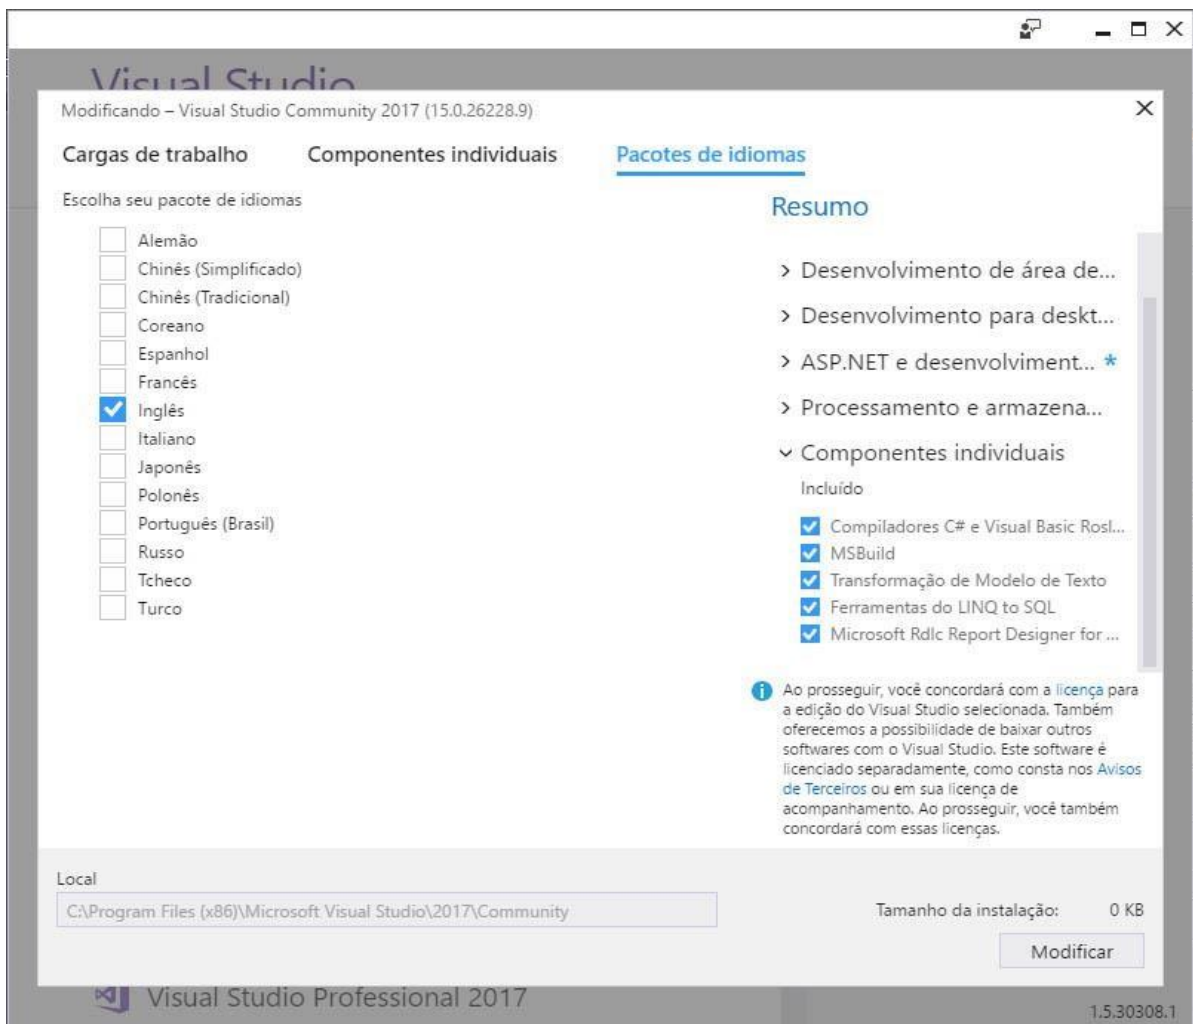 Visual Studio
Modificando – Visual Studio Community 2017 (15.0.26228.9)
Cargas de trabalho
Componentes individuais
Pacotes de idiomas
Escolha seu pacote de idiomas
Alemão
Chinês (Simplificado)
Chinês (Tradicional)
Coreano
Espanhol
Francês
Inglês
Italiano
Japonês
Polonês
Português (Brasil)
Russo
Tcheco
Turco
Resumo
Desenvolvimento de área de...
Desenvolvimento para deskt...
ASP.NET e desenvolviment... *
Processamento e armazena...
Componentes individuais
Incluído
Compiladores C# e Visual Basic Rosl...
MSBuild
Transformação de Modelo de Texto
Ferramentas do LINQ to SQL
Microsoft Rdlc Report Designer for ...
Ao prosseguir, você concordará com a licença para
a edição do Visual Studio selecionada. Também
oferecemos a possibilidade de baixar outros
softwares com o Visual Studio. Este software é
licenciado separadamente, como consta nos Avisos
de Terceiros ou em sua licença de
acompanhamento. Ao prosseguir, você também
concordará com essas licenças.
Local
C:\Program Files (x86)\Microsoft Visual Studio\2017\Community
Tamanho da instalação: 0 KB
Modificar
Visual Studio Professional 2017
1.5.30308.1